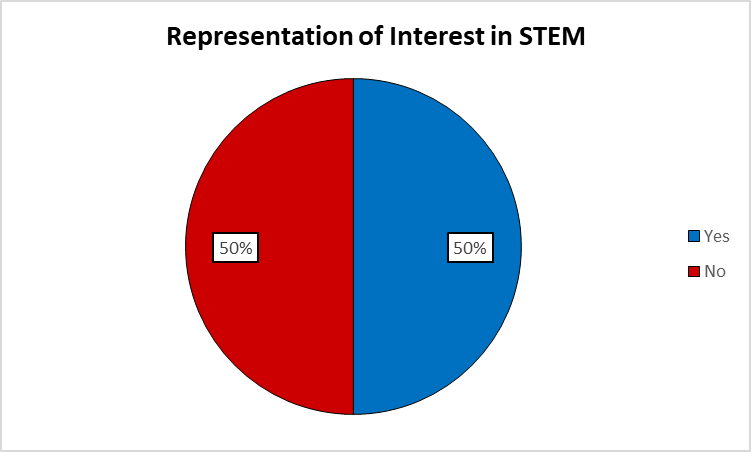 Representation of Interest in STEM
50%
50%
Yes
No